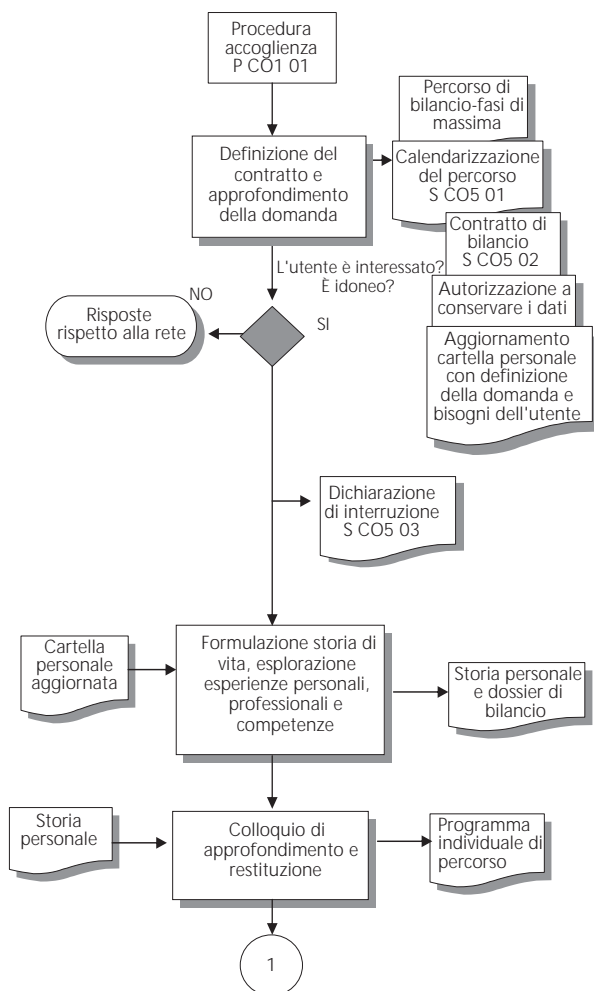 Procedura
accoglienza
P CO1 01
Percorso di
bilancio-fasi di
massima
Definizione del
contratto e
approfondimento
della domanda
Calendarizzazione
del percorso
S CO5 01
Contratto di
bilancio
S CO5 02
L'utente è interessato?
È idoneo?
Autorizzazione a
conservare i dati
NO
SI
Risposte
rispetto alla rete
Aggiornamento
cartella personale
con definizione
della domanda e
bisogni dell'utente
Dichiarazione
di interruzione
S CO5 03
Cartella
personale
aggiornata
Formulazione storia di
vita, esplorazione
esperienze personali,
professionali e
competenze
Storia personale
e dossier di
bilancio
Storia
personale
Colloquio di
approfondimento e
restituzione
Programma
individuale di
percorso
1